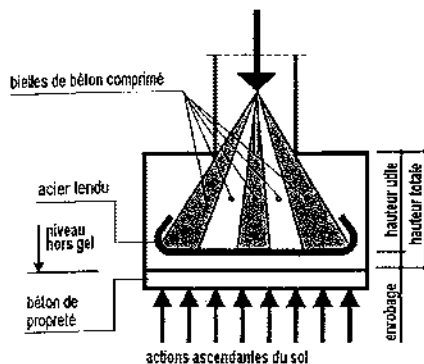 bielles de béton comprimé
acier tendu
niveau
hors gel
béton de
propreté
hauteur utile
hauteur totale
enrobage
actions ascendantes du sol